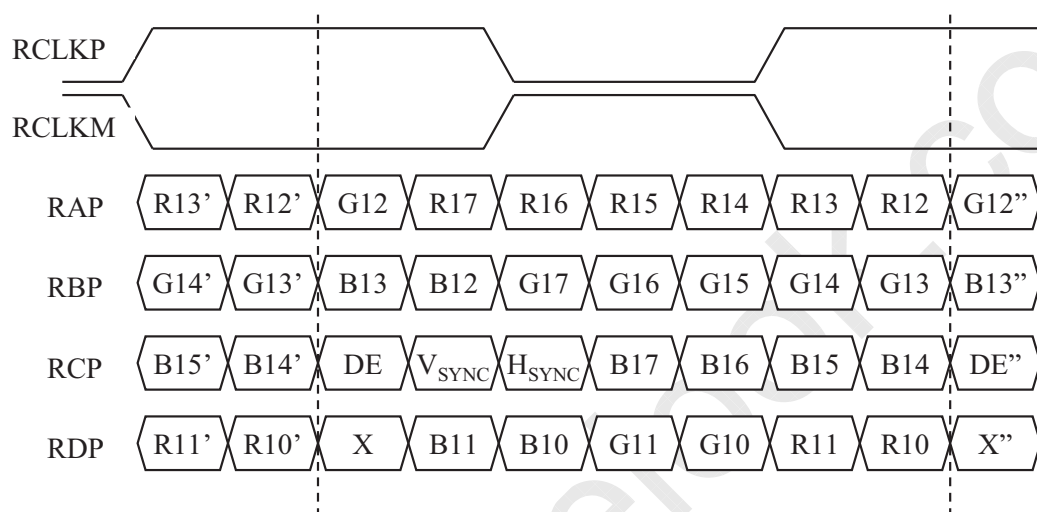 RCLKP
RCLKM
RAP R13’ R12’ G12 R17 R16 R15 R14 R13 R12 G12”
RBP G14’ G13’ B13 B12 G17 G16 G15 G14 G13 B13”
RCP B15’ B14’ DE VSYNC HSYNC B17 B16 B15 B14 DE”
RDP R11’ R10’ X B11 B10 G11 G10 R11 R10 X”